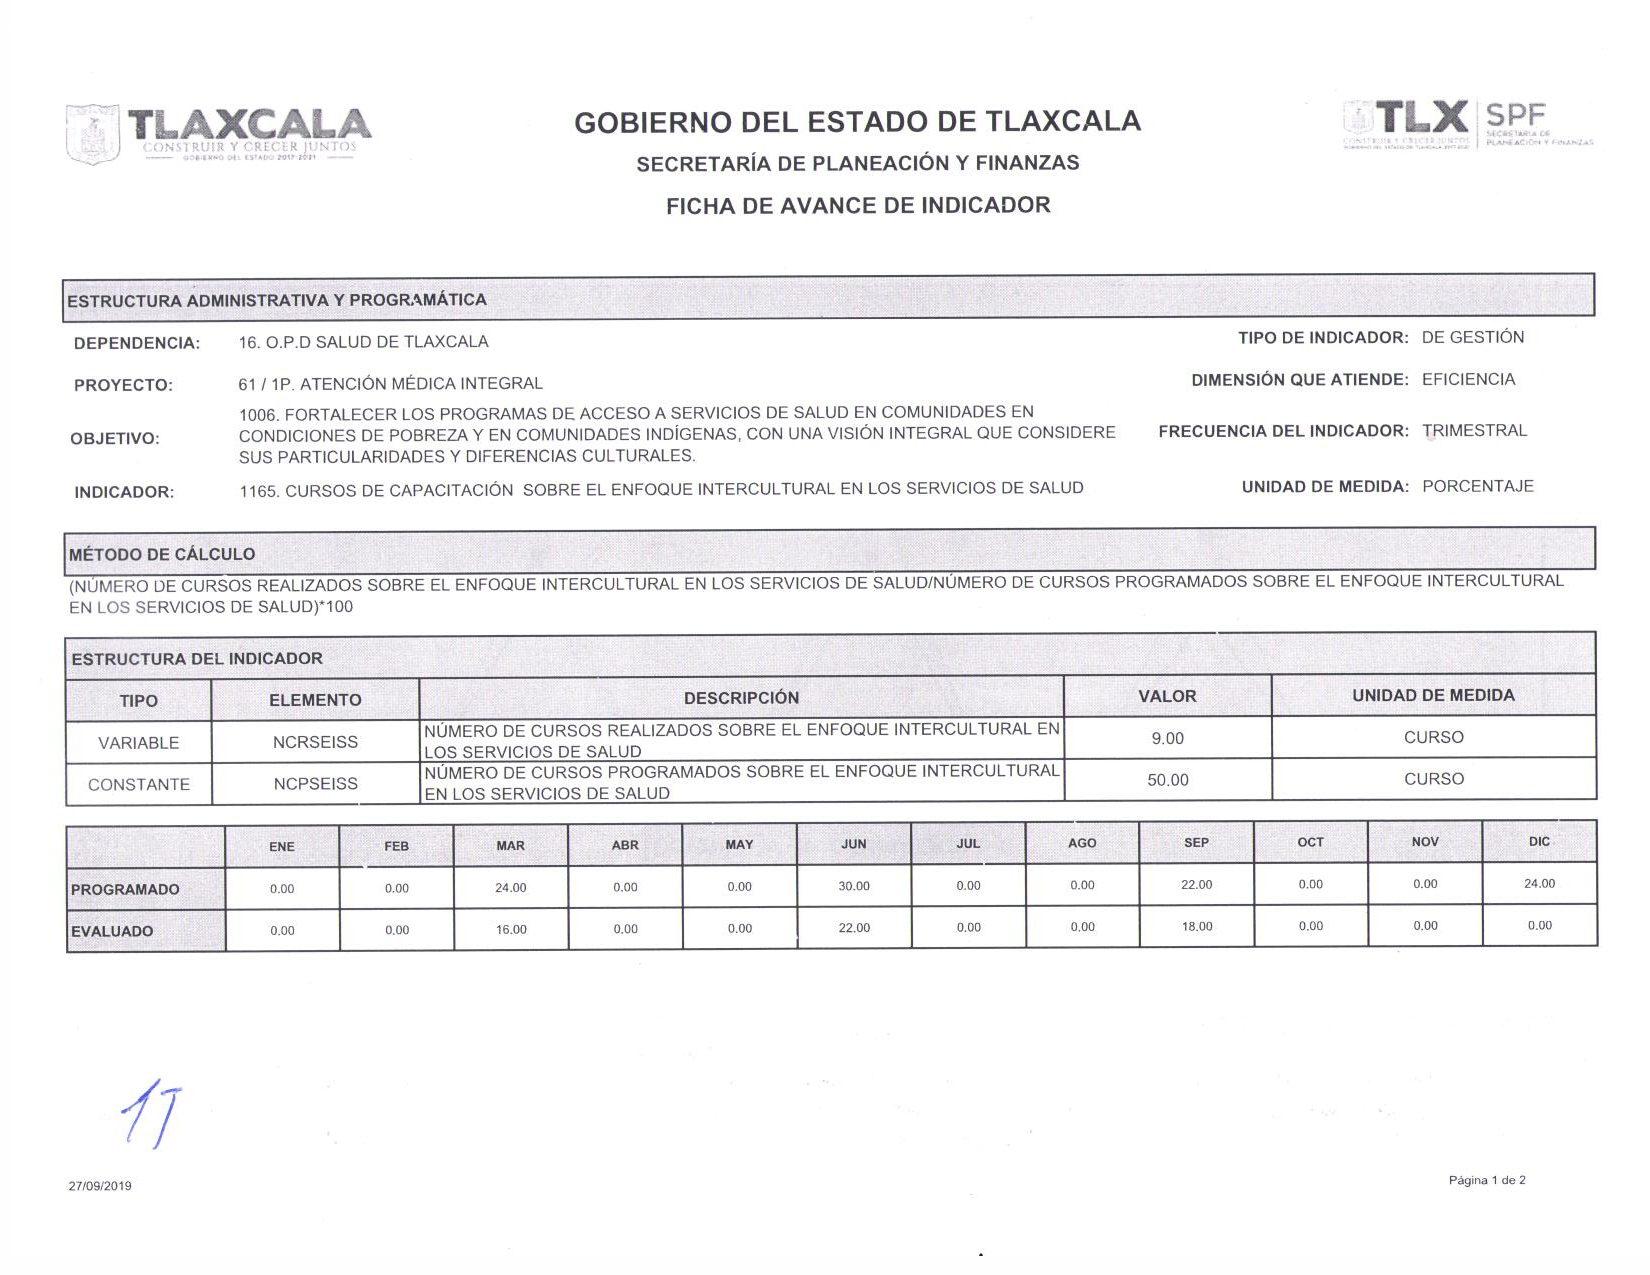 TLAXCALA
CONSTRUIR Y CRECER JUNTOS
GOBIERNO DEL ESTADO 2017-2021
GOBIERNO DEL ESTADO DE TLAXCALA
SECRETARÍA DE PLANEACIÓN Y FINANZAS
FICHA DE AVANCE DE INDICADOR
TLX SPF
CONSTRUIR Y CRECER JUNTOS
SECRETARÍA DE
PLANEACIÓN Y FINANZAS
ESTRUCTURA ADMINISTRATIVA Y PROGRAMÁTICA
DEPENDENCIA: 16. O.P.D SALUD DE TLAXCALA TIPO DE INDICADOR: DE GESTIÓN
PROYECTO: 61 / 1P. ATENCIÓN MÉDICA INTEGRAL DIMENSIÓN QUE ATIENDE: EFICIENCIA
1006. FORTALECER LOS PROGRAMAS DE ACCESO A SERVICIOS DE SALUD EN COMUNIDADES EN
OBJETIVO: CONDICIONES DE POBREZA Y EN COMUNIDADES INDÍGENAS, CON UNA VISIÓN INTEGRAL QUE CONSIDERE FRECUENCIA DEL INDICADOR: TRIMESTRAL
SUS PARTICULARIDADES Y DIFERENCIAS CULTURALES.
INDICADOR: 1165. CURSOS DE CAPACITACIÓN SOBRE EL ENFOQUE INTERCULTURAL EN LOS SERVICIOS DE SALUD UNIDAD DE MEDIDA: PORCENTAJE
MÉTODO DE CÁLCULO
(NÚMERO DE CURSOS REALIZADOS SOBRE EL ENFOQUE INTERCULTURAL EN LOS SERVICIOS DE SALUD/NÚMERO DE CURSOS PROGRAMADOS SOBRE EL ENFOQUE INTERCULTURAL
EN LOS SERVICIOS DE SALUD)*100
ESTRUCTURA DEL INDICADOR
TIPO ELEMENTO DESCRIPCIÓN VALOR UNIDAD DE MEDIDA
VARIABLE NCRSEISS NÚMERO DE CURSOS REALIZADOS SOBRE EL ENFOQUE INTERCULTURAL EN 9.00 CURSO
LOS SERVICIOS DE SALUD
CONSTANTE NCPSEISS NÚMERO DE CURSOS PROGRAMADOS SOBRE EL ENFOQUE INTERCULTURAL 50.00 CURSO
EN LOS SERVICIOS DE SALUD
ENE FEB MAR ABR MAY JUN JUL AGO SEP OCT NOV DIC
PROGRAMADO 0.00 0.00 24.00 0.00 0.00 30.00 0.00 0.00 22.00 0.00 0.00 24.00
EVALUADO 0.00 0.00 16.00 0.00 0.00 22.00 0.00 0.00 18.00 0.00 0.00 0.00
27/09/2019
Página 1 de 2